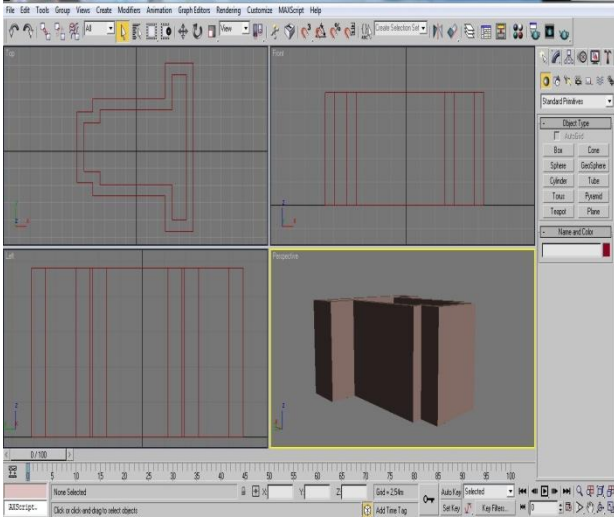 File Edit Tools Group Views Create Modifiers Animation Graph Editors Rendering Customize MAXScript Help
All View Create Selection Set
Top
Front
Standard Primitives
- Object Type
AutoGrid
Box Cone
Sphere GeoSphere
Cylinder Tube
Torus Pyramid
Teapot Plane
- Name and Color
Left
Perspective
0 / 100
0 5 10 15 20 25 30 35 40 45 50 55 60 65 70 75 80 85 90 95 100
None Selected X: Y: Z: Grid = 2,54m Auto Key Selected
MAXScript. Click or click-and-drag to select objects Add Time Tag Set Key Key Filters... 0